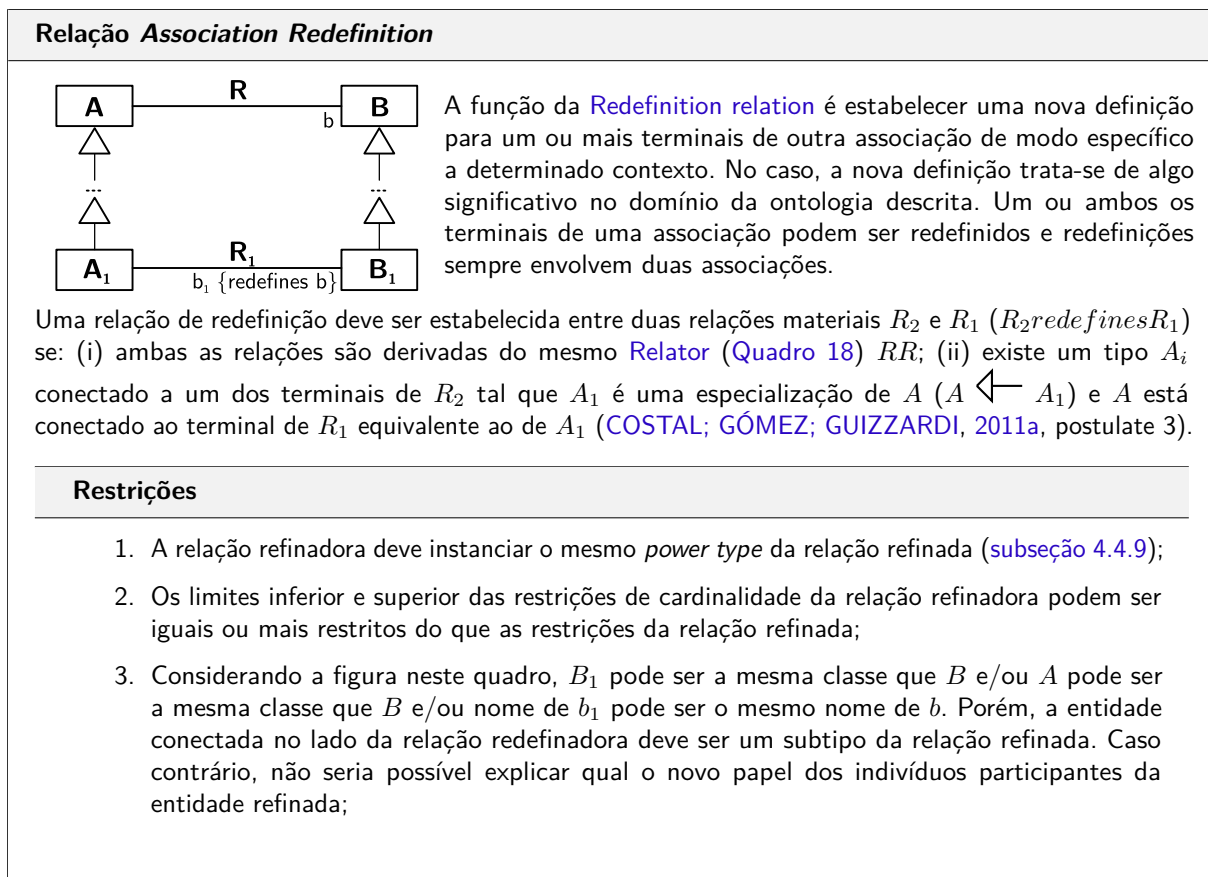 Relação Association Redefinition
A R B
b
...
...
A₁ R₁ B₁
b₁ {redefines b}
A função da Redefinition relation é estabelecer uma nova definição
para um ou mais terminais de outra associação de modo específico
a determinado contexto. No caso, a nova definição trata-se de algo
significativo no domínio da ontologia descrita. Um ou ambos os
terminais de uma associação podem ser redefinidos e redefinições
sempre envolvem duas associações.
Uma relação de redefinição deve ser estabelecida entre duas relações materiais R₂ e R₁ (R₂redefinesR₁)
se: (i) ambas as relações são derivadas do mesmo Relator (Quadro 18) RR; (ii) existe um tipo Aᵢ
conectado a um dos terminais de R₂ tal que A₁ é uma especialização de A (A A₁) e A está
conectado ao terminal de R₁ equivalente ao de A₁ (COSTAL; GÓMEZ; GUIZZARDI, 2011a, postulate 3).
Restrições
1. A relação refinadora deve instanciar o mesmo power type da relação refinada (subseção 4.4.9);
2. Os limites inferior e superior das restrições de cardinalidade da relação refinadora podem ser
iguais ou mais restritos do que as restrições da relação refinada;
3. Considerando a figura neste quadro, B₁ pode ser a mesma classe que B e/ou A pode ser
a mesma classe que B e/ou nome de b₁ pode ser o mesmo nome de b. Porém, a entidade
conectada no lado da relação redefinadora deve ser um subtipo da relação refinada. Caso
contrário, não seria possível explicar qual o novo papel dos indivíduos participantes da
entidade refinada;